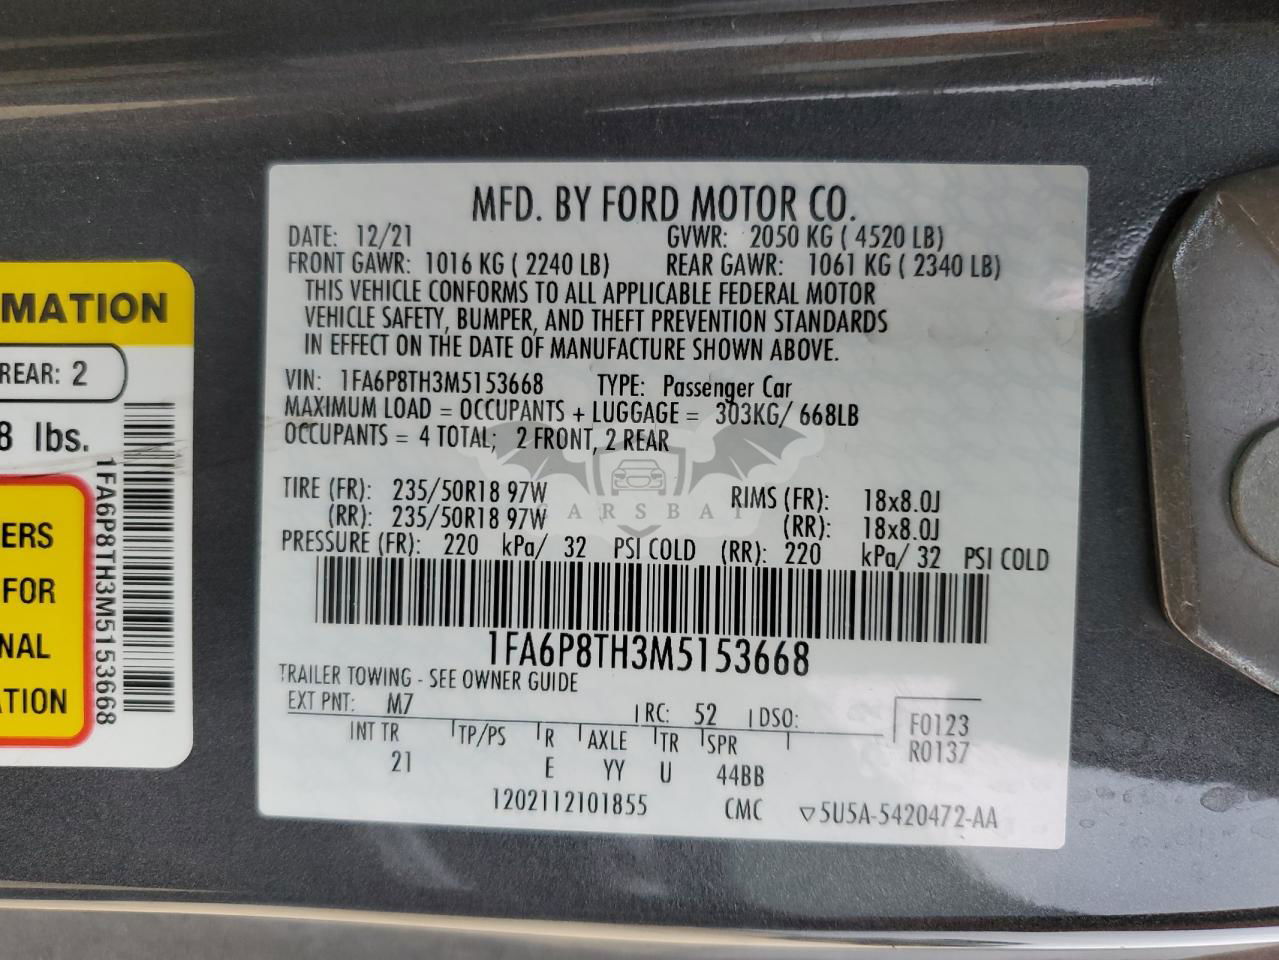 MFD. BY FORD MOTOR CO.
DATE: 12/21 GVWR: 2050 KG ( 4520 LB)
FRONT GAWR: 1016 KG ( 2240 LB) REAR GAWR: 1061 KG ( 2340 LB)
THIS VEHICLE CONFORMS TO ALL APPLICABLE FEDERAL MOTOR
VEHICLE SAFETY, BUMPER, AND THEFT PREVENTION STANDARDS
IN EFFECT ON THE DATE OF MANUFACTURE SHOWN ABOVE.
VIN: 1FA6P8TH3M5153668 TYPE: Passenger Car
MAXIMUM LOAD = OCCUPANTS + LUGGAGE = 303KG/ 668LB
OCCUPANTS = 4 TOTAL; 2 FRONT, 2 REAR
TIRE (FR): 235/50R18 97W RIMS (FR): 18x8.0J
(RR): 235/50R18 97W (RR): 18x8.0J
PRESSURE (FR): 220 kPa/ 32 PSI COLD (RR): 220 kPa/ 32 PSI COLD
1FA6P8TH3M5153668
TRAILER TOWING - SEE OWNER GUIDE
EXT PNT: M7 RC: 52 DSO:
F0123
R0137
INT TR TP/PS R AXLE TR SPR
21 E YY U 44BB
1202112101855 CMC ▽5U5A-5420472-AA
MATION
REAR: 2
8 lbs.
ERS
FOR
NAL
ATION
1FA6P8TH3M5153668
CARSBAT